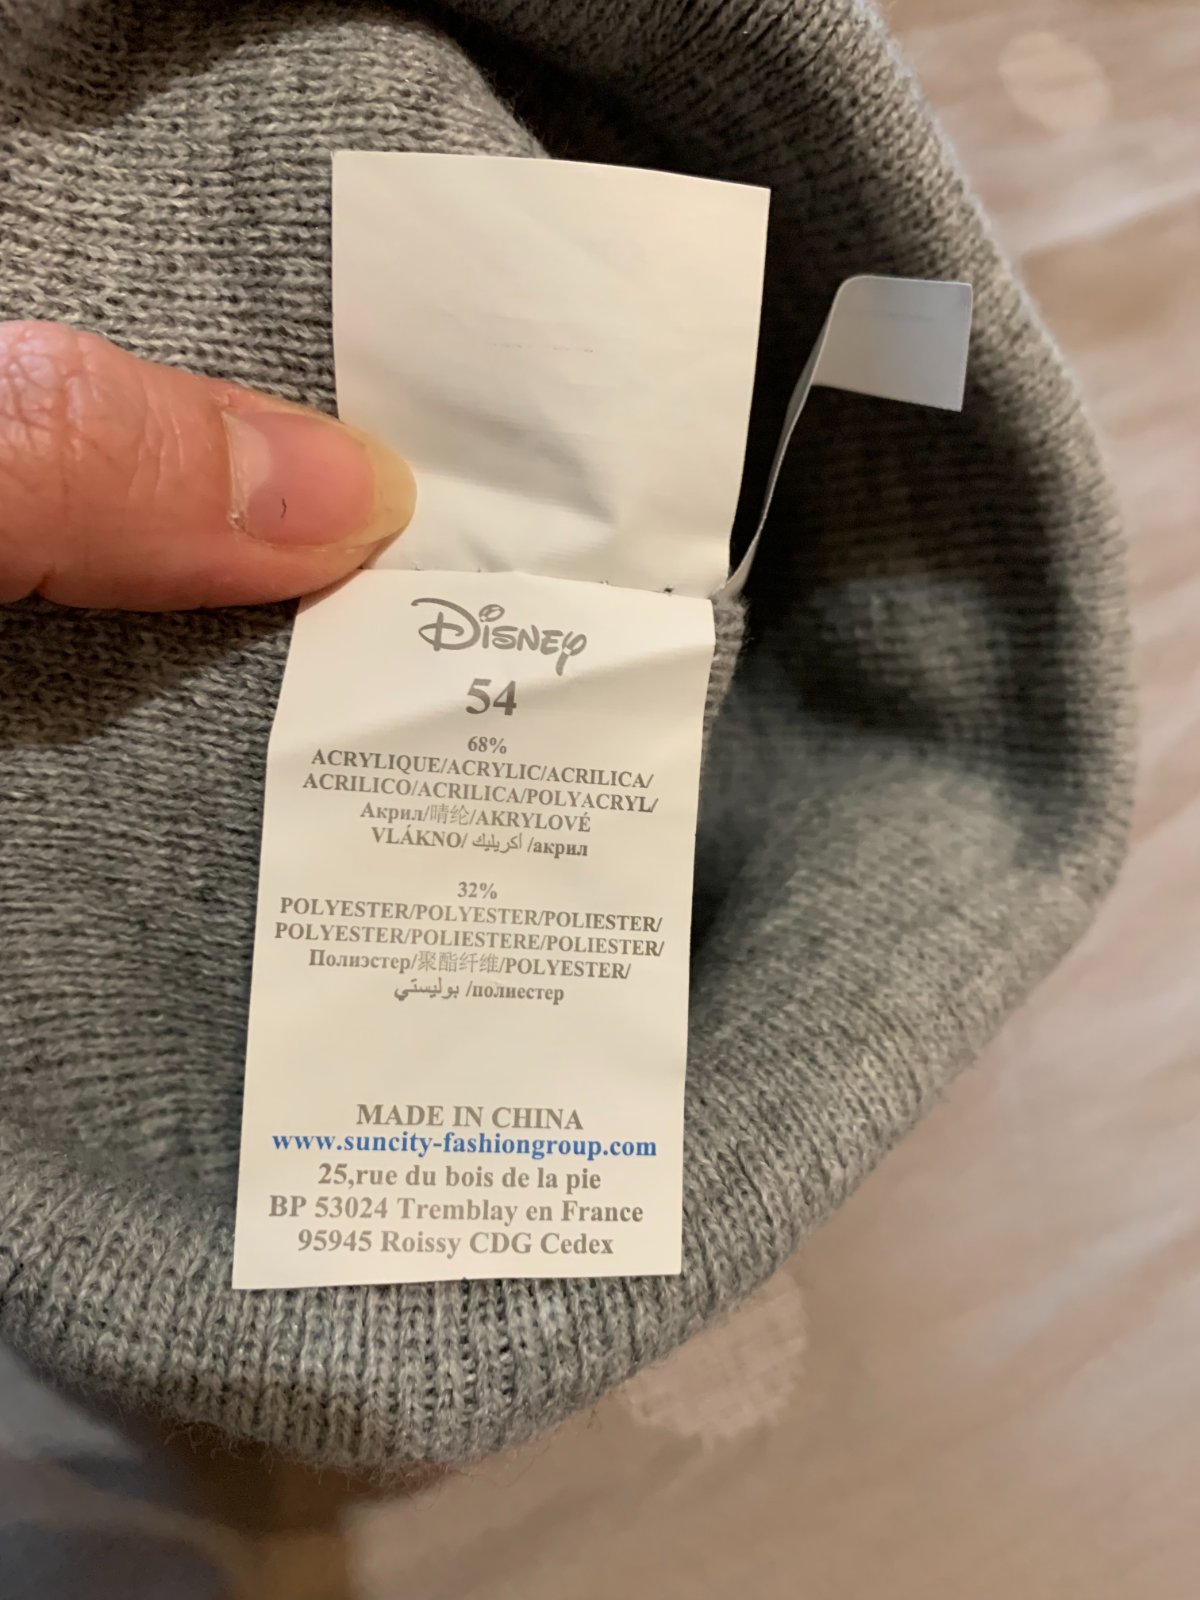 Disney
54
68%
ACRYLIQUE/ACRYLIC/ACRILICA/
ACRILICO/ACRILICA/POLYACRYL/
Акрил/晴纶/AKRYLOVÉ
VLÁKNO/ أكريليك /акрил
32%
POLYESTER/POLYESTER/POLIESTER/
POLYESTER/POLIESTERE/POLIESTER/
Полиэстер/聚酯纤维/POLYESTER/
بوليستي /полиестер
MADE IN CHINA
www.suncity-fashiongroup.com
25,rue du bois de la pie
BP 53024 Tremblay en France
95945 Roissy CDG Cedex